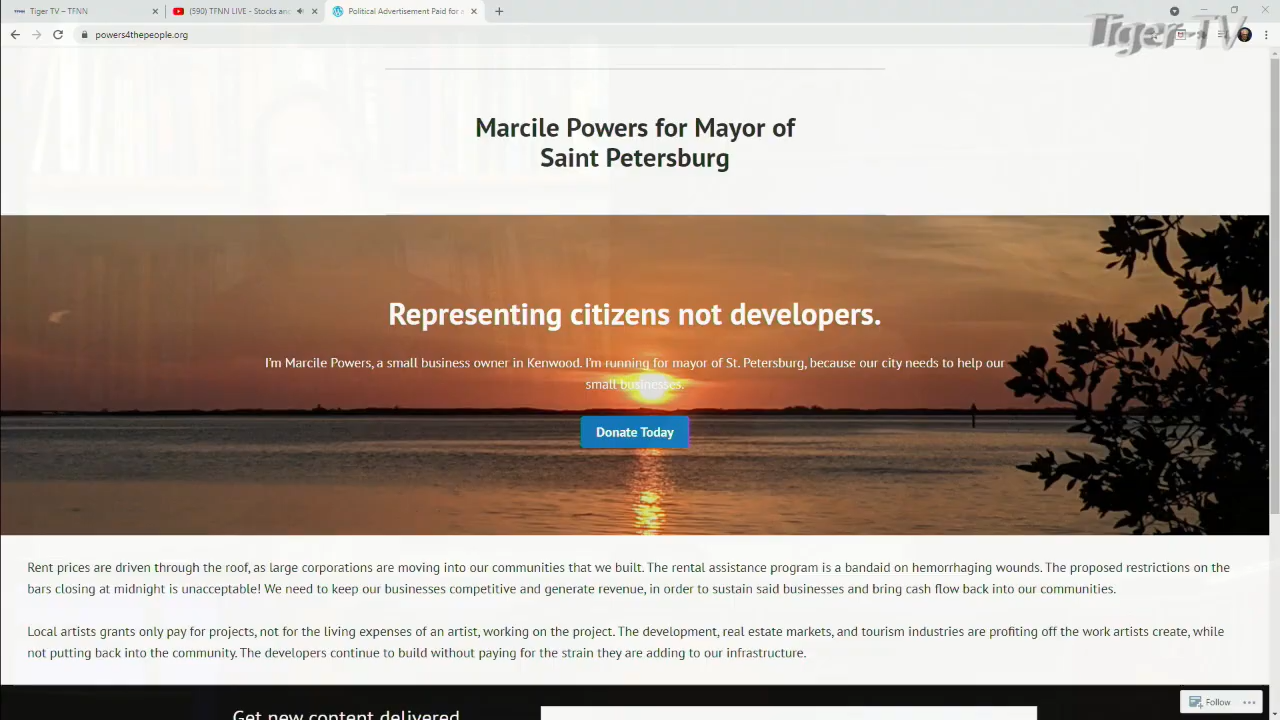 Tiger TV – TFNN
(590) TFNN LIVE - Stocks and
Political Advertisement Paid for a
Tiger TV
powers4thepeople.org
Marcile Powers for Mayor of
Saint Petersburg
Representing citizens not developers.
I'm Marcile Powers, a small business owner in Kenwood. I'm running for mayor of St. Petersburg, because our city needs to help our
small businesses.
Donate Today
Rent prices are driven through the roof, as large corporations are moving into our communities that we built. The rental assistance program is a bandaid on hemorrhaging wounds. The proposed restrictions on the
bars closing at midnight is unacceptable! We need to keep our businesses competitive and generate revenue, in order to sustain said businesses and bring cash flow back into our communities.
Local artists grants only pay for projects, not for the living expenses of an artist, working on the project. The development, real estate markets, and tourism industries are profiting off the work artists create, while
not putting back into the community. The developers continue to build without paying for the strain they are adding to our infrastructure.
Get new content delivered
Follow